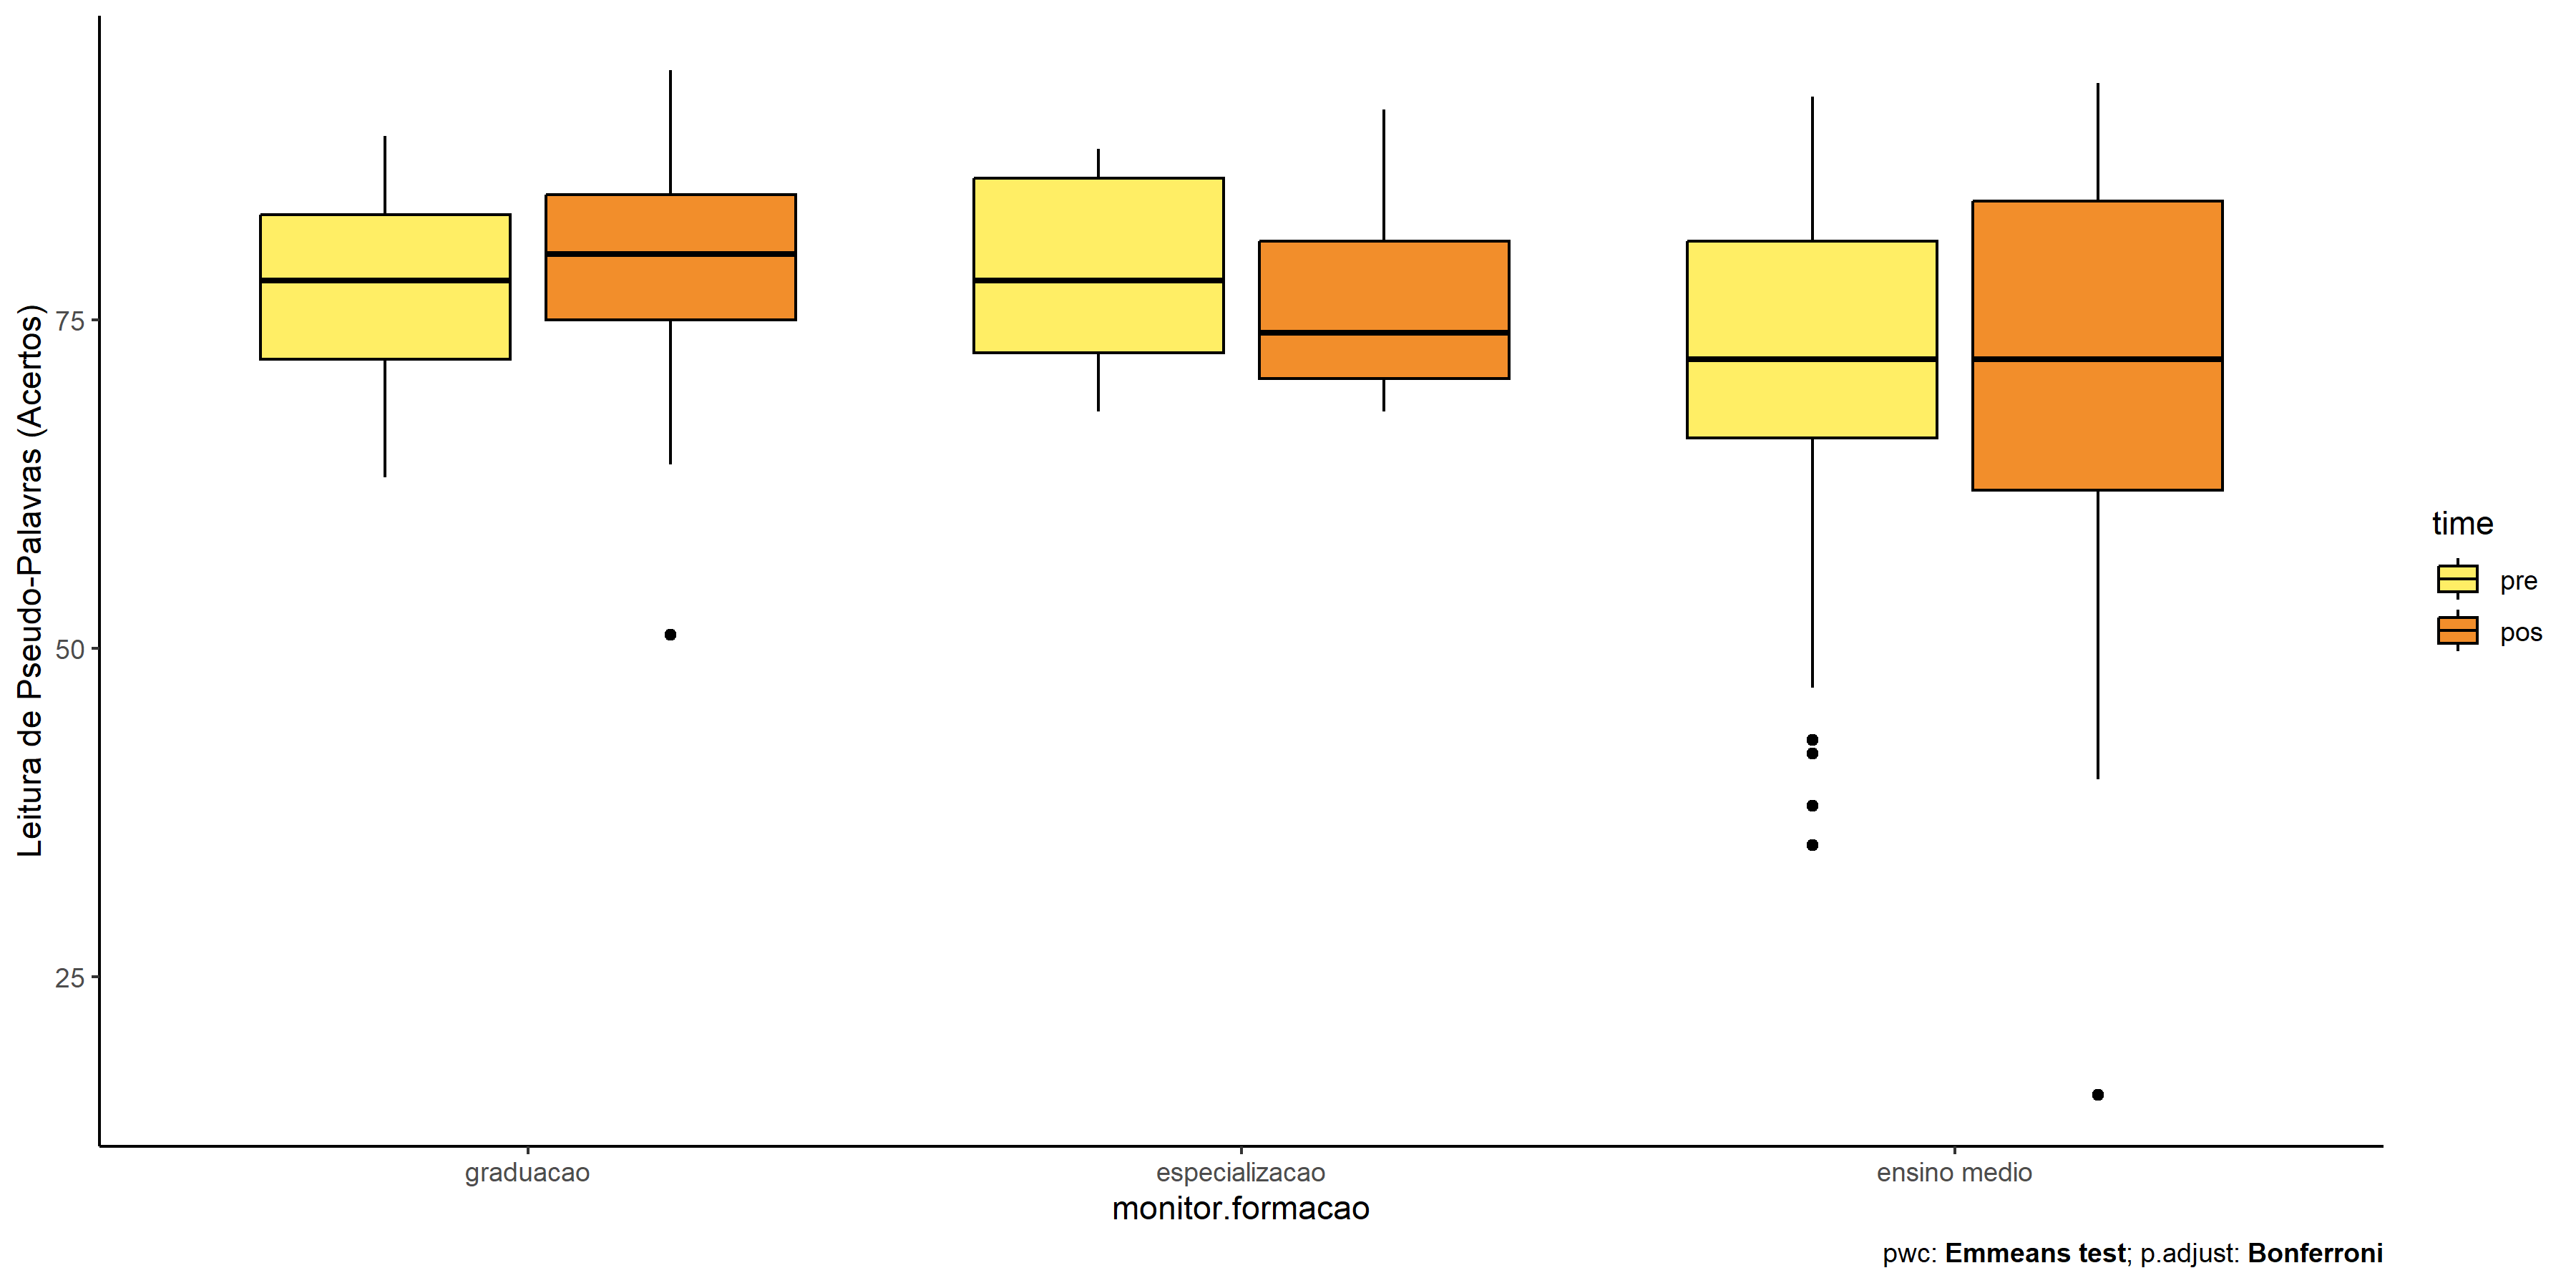 Leitura de Pseudo-Palavras (Acertos)
75
50
25
graduacao
especializacao
ensino medio
monitor.formacao
time
pre
pos
pwc: Emmeans test; p.adjust: Bonferroni